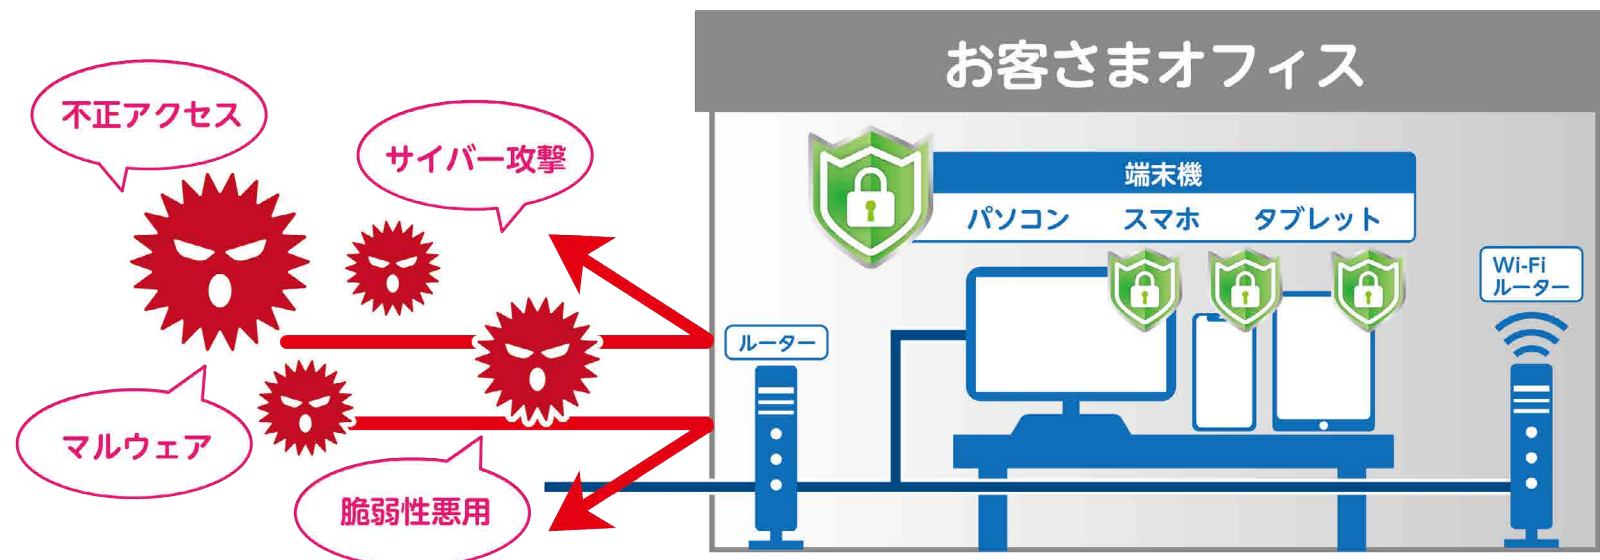 お客さまオフィス
不正アクセス
サイバー攻撃
端末機
パソコン スマホ タブレット
Wi-Fi
ルーター
ルーター
マルウェア
脆弱性悪用